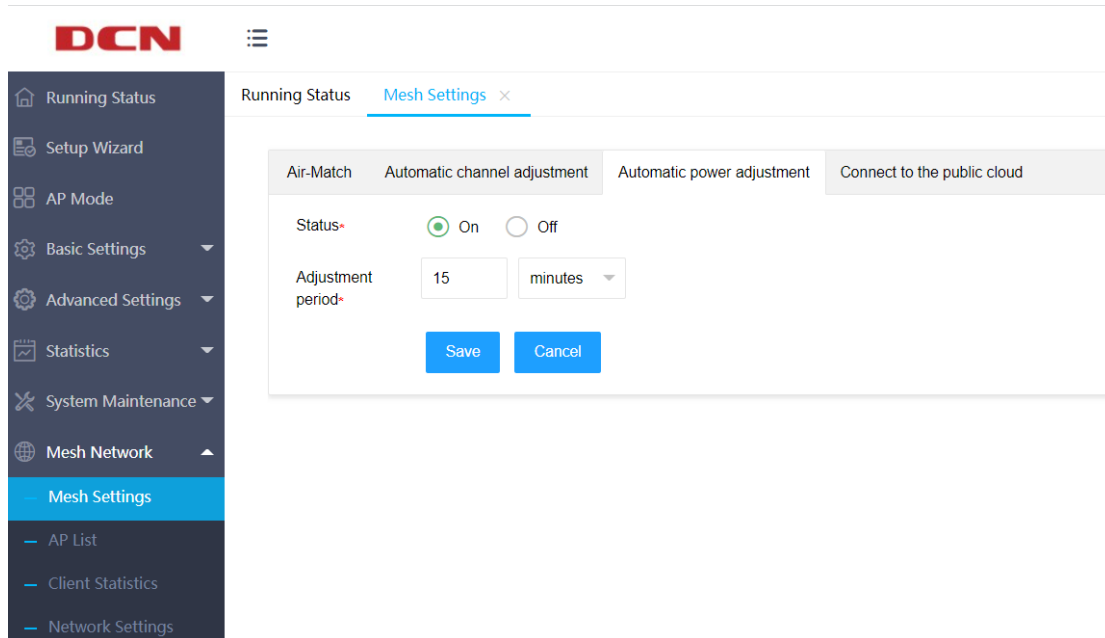 DCN
Running Status
Setup Wizard
AP Mode
Basic Settings
Advanced Settings
Statistics
System Maintenance
Mesh Network
Mesh Settings
AP List
Client Statistics
Network Settings
Running Status Mesh Settings
Air-Match Automatic channel adjustment Automatic power adjustment Connect to the public cloud
Status* On Off
Adjustment
period*
15 minutes
Save Cancel